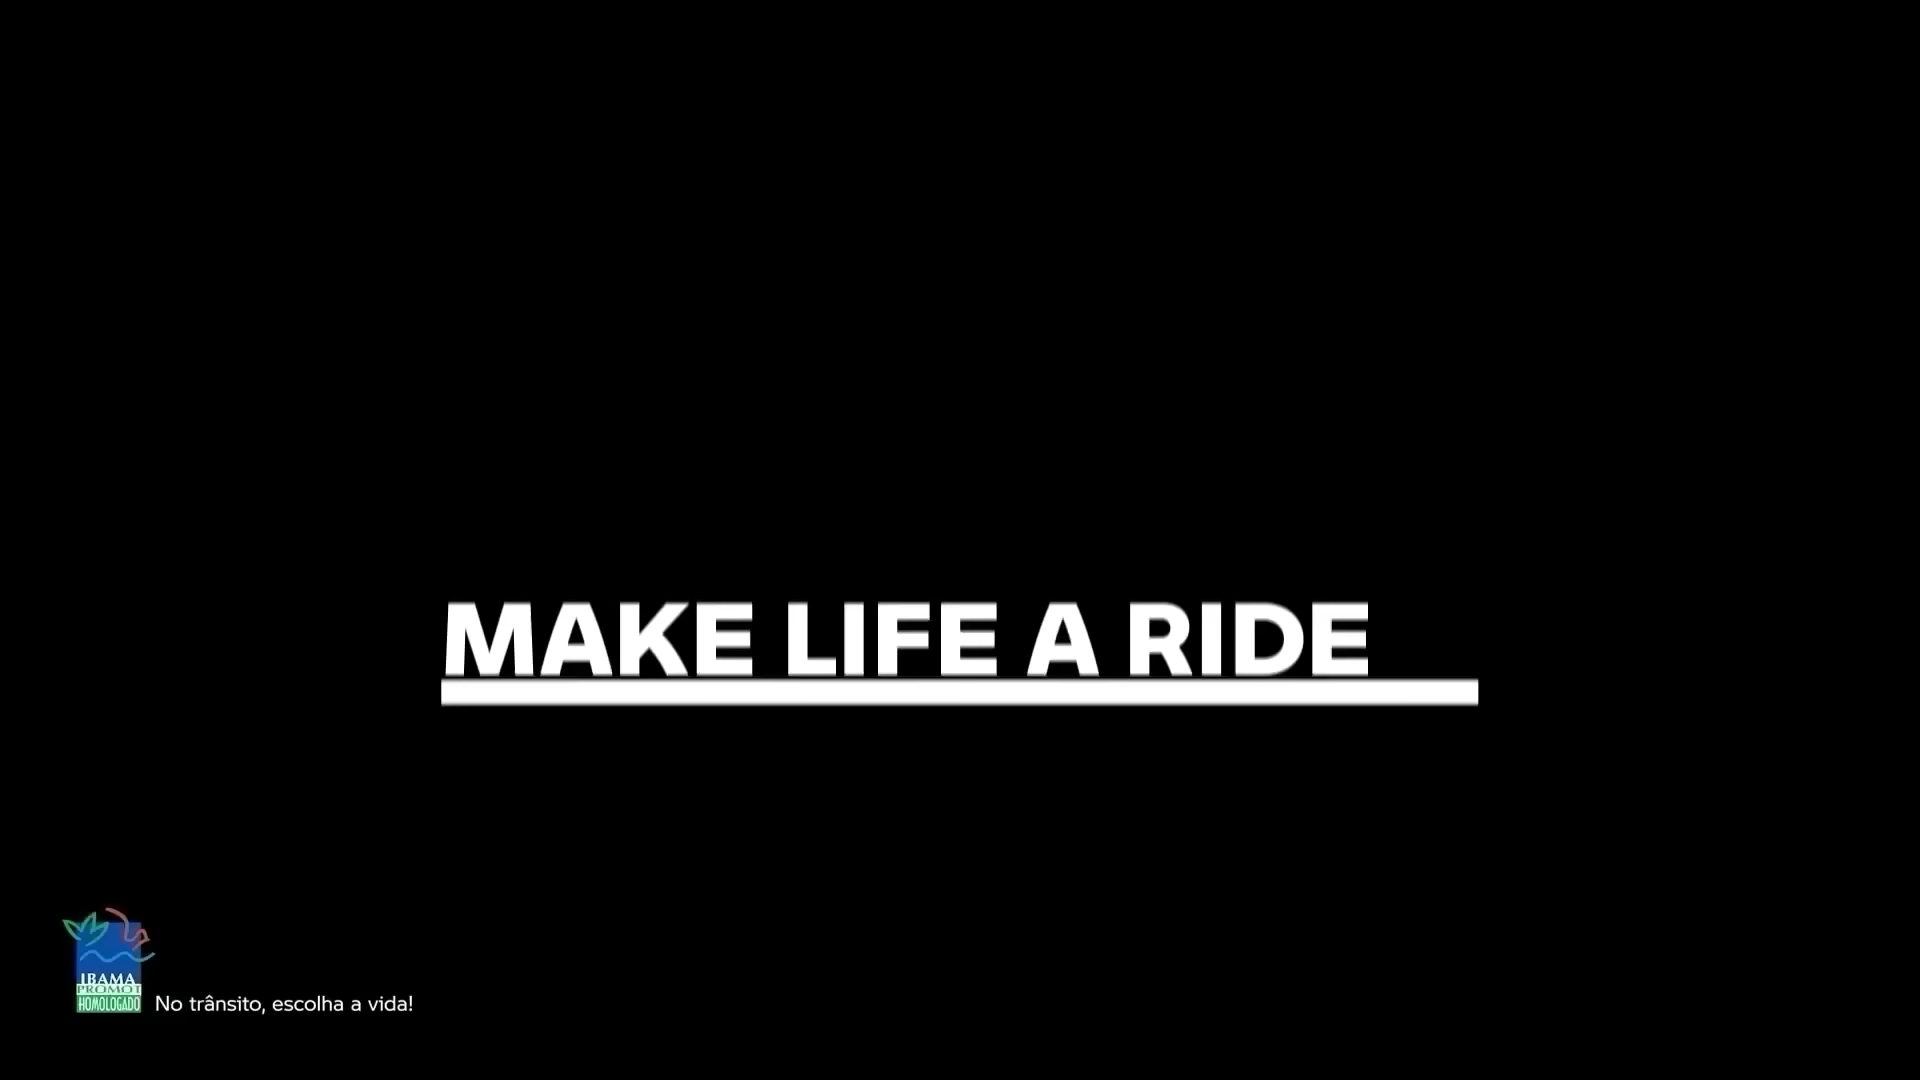 MAKE LIFE A RIDE
IBAMA
PROMOT
HOMOLOGADO
No trânsito, escolha a vida!